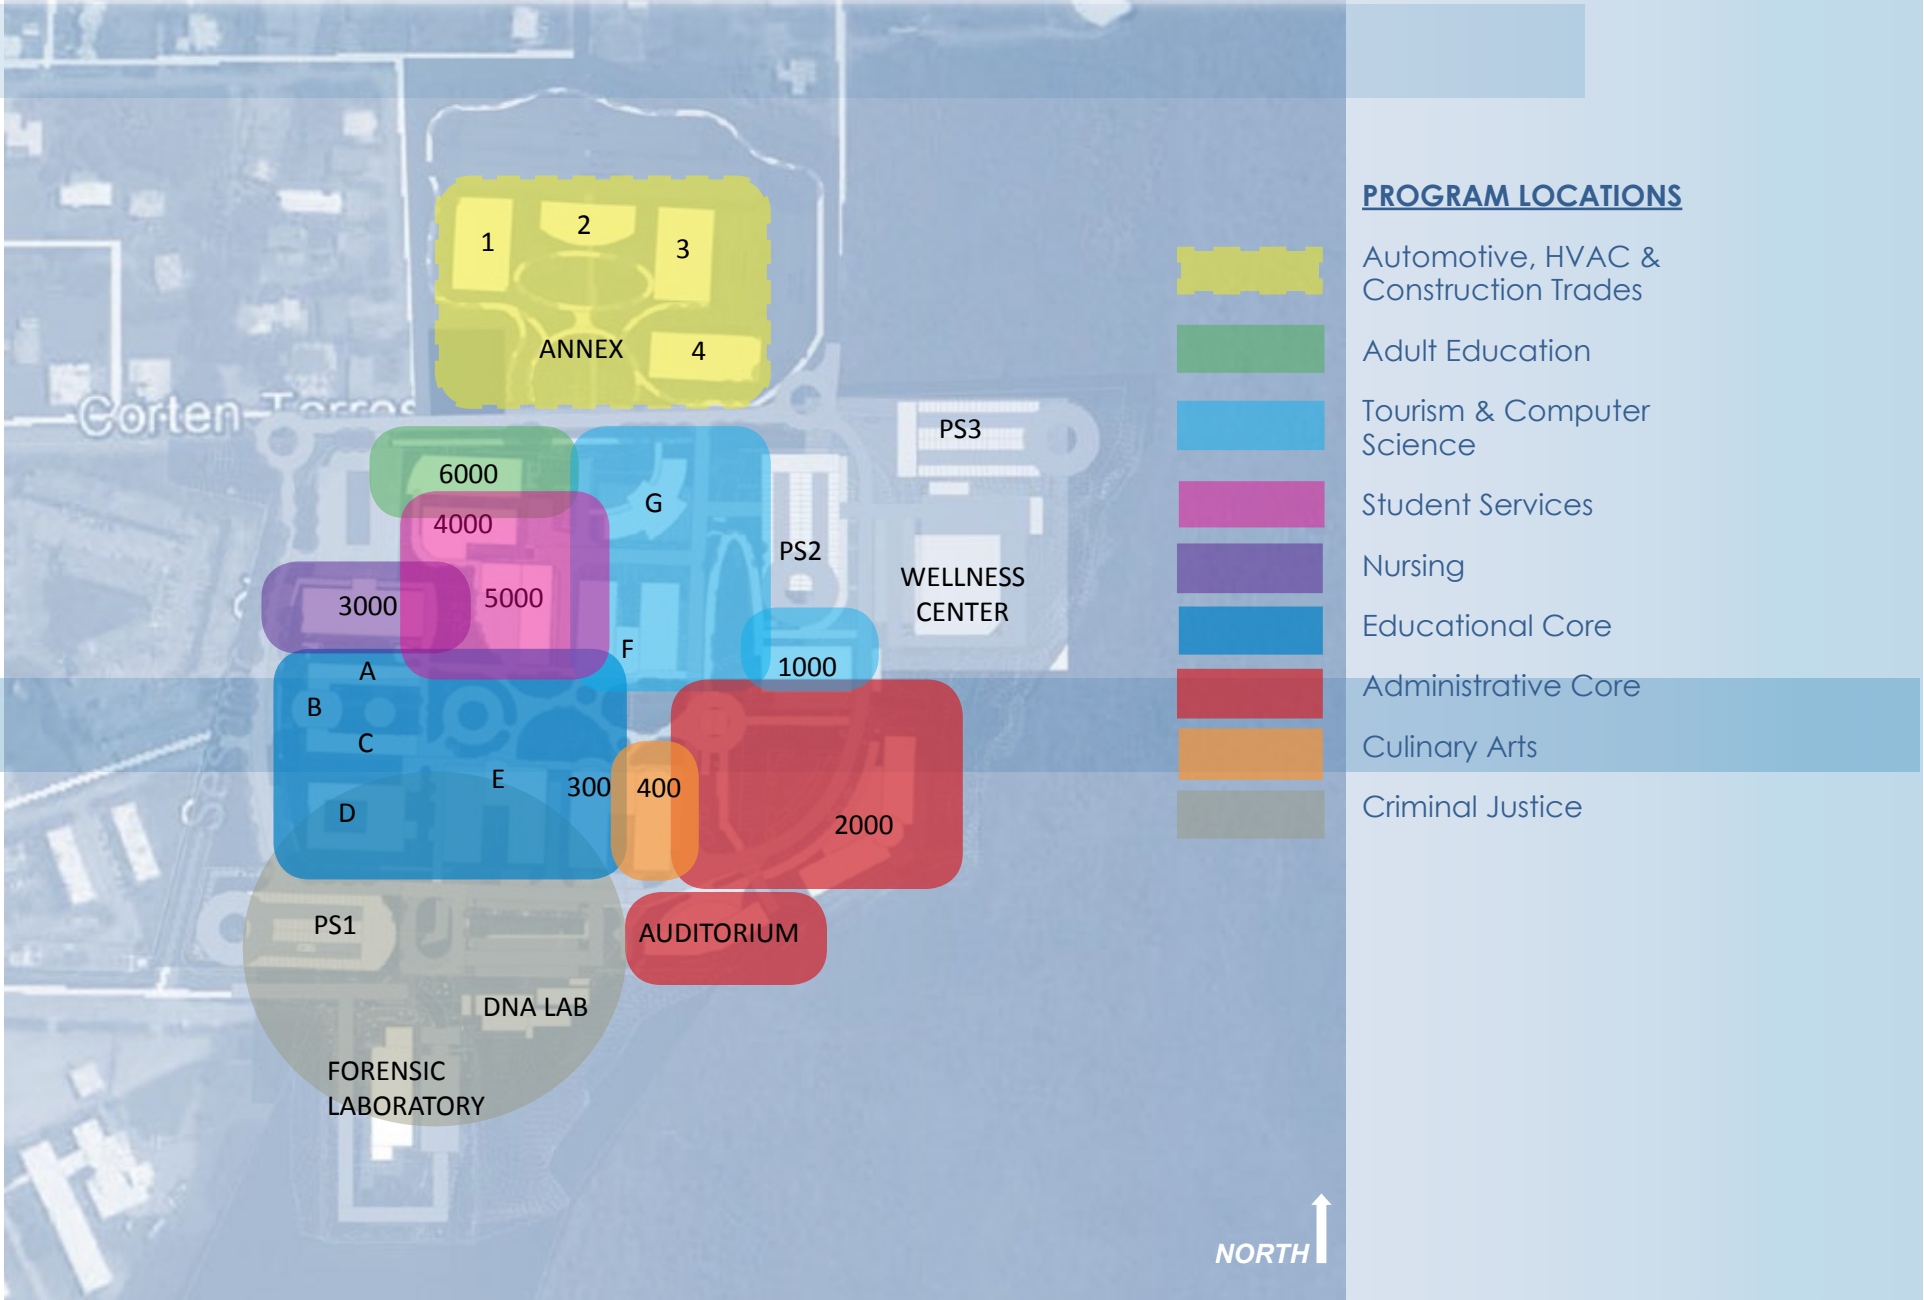 PROGRAM LOCATIONS
Automotive, HVAC &
Construction Trades
Adult Education
Tourism & Computer
Science
Student Services
Nursing
Educational Core
Administrative Core
Culinary Arts
Criminal Justice
1
2
3
ANNEX
4
Corten Torres
PS3
6000
G
4000
PS2
WELLNESS
CENTER
3000
5000
F
1000
A
B
C
E
300
400
D
2000
PS1
AUDITORIUM
DNA LAB
FORENSIC
LABORATORY
NORTH